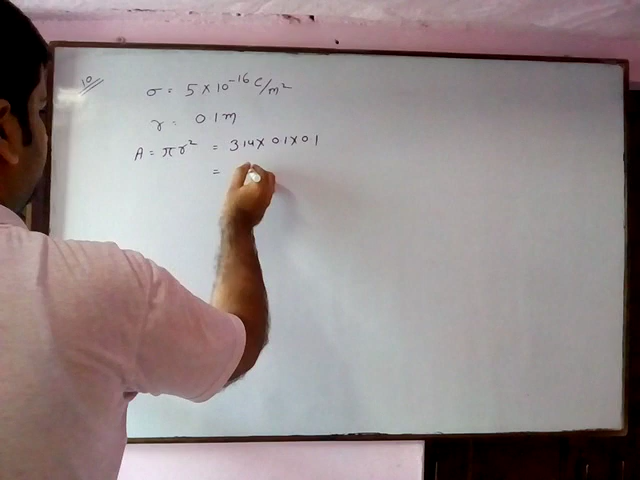 10
σ = 5 × 10⁻¹⁶ C/m²
r = 0.1 m
A = πr² = 3.14 × 0.1 × 0.1
=